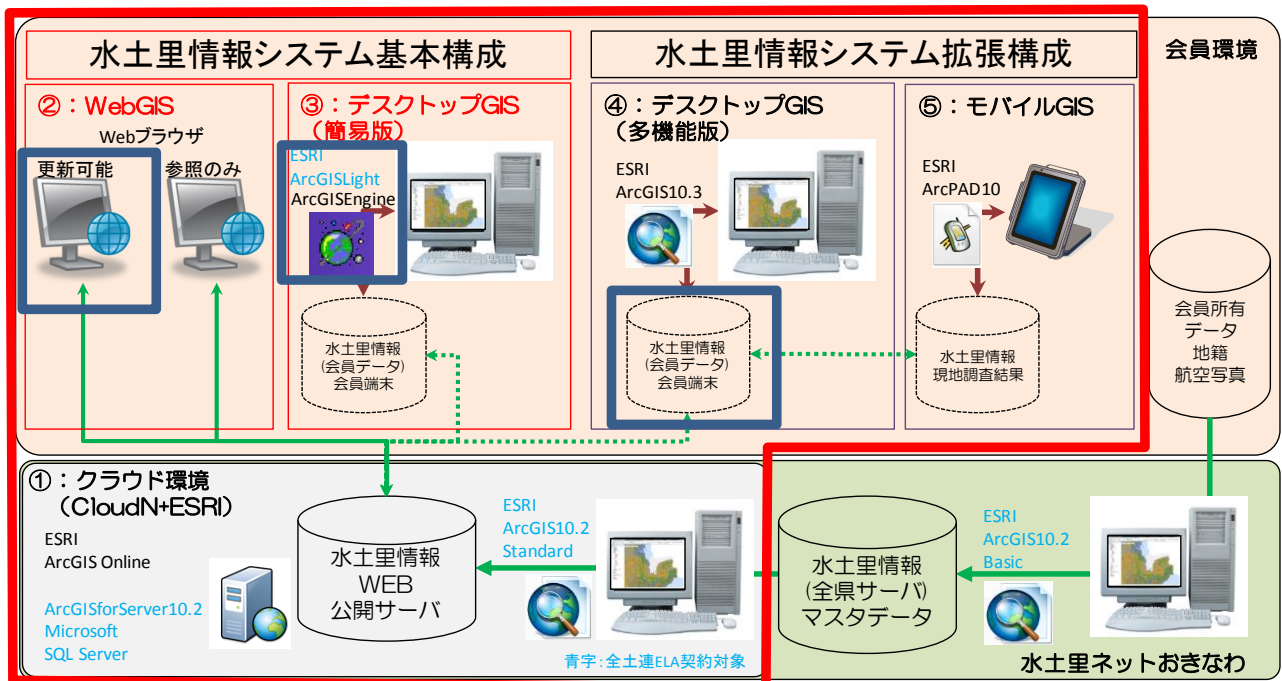 水土里情報システム基本構成
水土里情報システム拡張構成
会員環境
②：WebGIS
Webブラウザ
更新可能
参照のみ
③：デスクトップGIS
（簡易版）
ESRI
ArcGISLight
ArcGISEngine
水土里情報
(会員データ)
会員端末
④：デスクトップGIS
（多機能版）
ESRI
ArcGIS10.3
水土里情報
(会員データ)
会員端末
⑤：モバイルGIS
ESRI
ArcPAD10
水土里情報
現地調査結果
会員所有
データ
地籍
航空写真
①：クラウド環境
（CloudN+ESRI）
ESRI
ArcGIS Online
ArcGISforServer10.2
Microsoft
SQL Server
水土里情報
WEB
公開サーバ
ESRI
ArcGIS10.2
Standard
青字：全土連ELA契約対象
水土里情報
(全県サーバ)
マスタデータ
ESRI
ArcGIS10.2
Basic
水土里ネットおきなわ